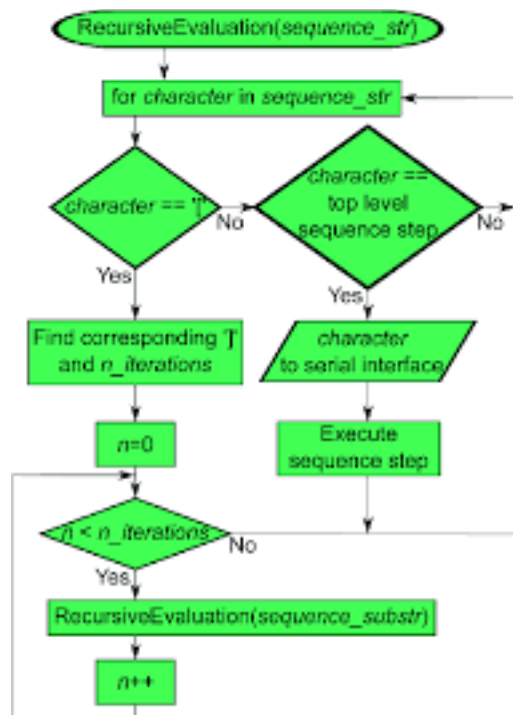 RecursiveEvaluation(sequence_str)
for character in sequence_str
character == '['
No
character ==
top level
sequence step
No
Yes
Yes
Find corresponding ']'
and n_iterations
character
to serial interface
n=0
Execute
sequence step
n < n_iterations
No
Yes
RecursiveEvaluation(sequence_substr)
n++